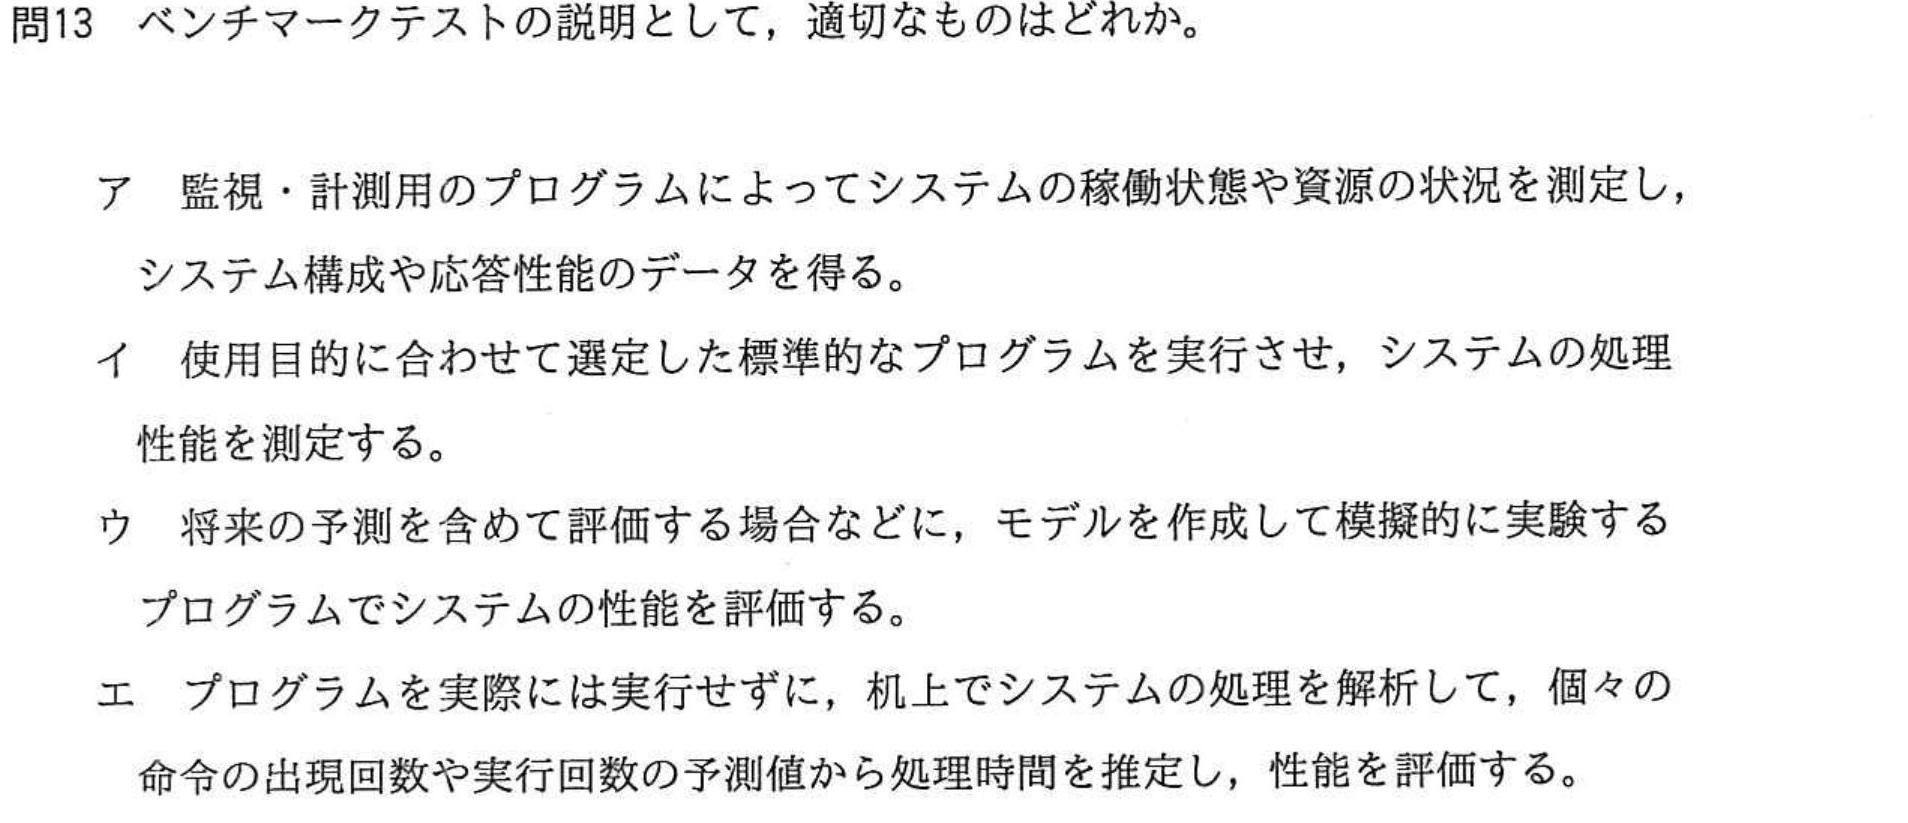 問13 ベンチマークテストの説明として，適切なものはどれか。
ア 監視・計測用のプログラムによってシステムの稼働状態や資源の状況を測定し，
システム構成や応答性能のデータを得る。
イ 使用目的に合わせて選定した標準的なプログラムを実行させ，システムの処理
性能を測定する。
ウ 将来の予測を含めて評価する場合などに，モデルを作成して模擬的に実験する
プログラムでシステムの性能を評価する。
エ プログラムを実際には実行せずに，机上でシステムの処理を解析して，個々の
命令の出現回数や実行回数の予測値から処理時間を推定し，性能を評価する。